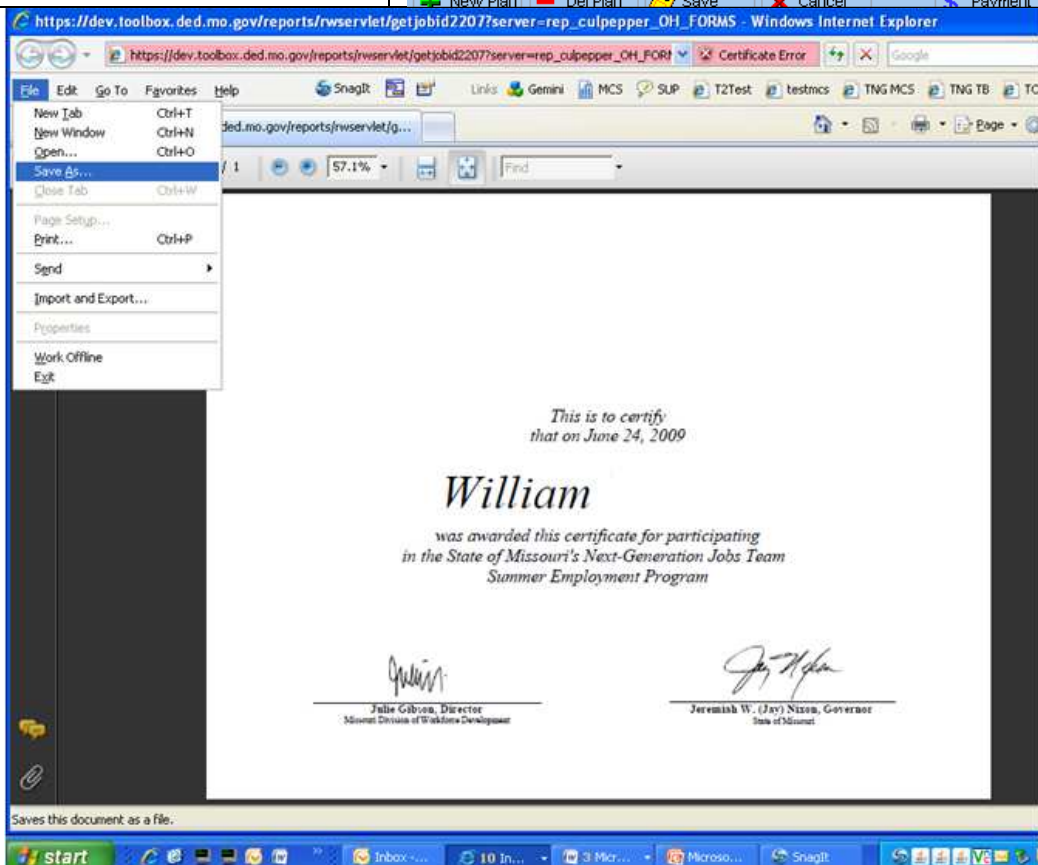 New Plan Del Plan Save Cancel Payment
https://dev.toolbox.ded.mo.gov/reports/rwservlet/getjobid2207?server=rep_culpepper_OH_FORMS - Windows Internet Explorer
https://dev.toolbox.ded.mo.gov/reports/rwservlet/getjobid2207?server=rep_culpepper_OH_FORM Certificate Error Google
File Edit Go To Favorites Help SnagIt Links Gemini MCS SUP T2Test testmcs TNG MCS TNG TB TO
ded.mo.gov/reports/rwservlet/g... Page
/ 1 57.1% Find
New Tab Ctrl+T
New Window Ctrl+N
Open... Ctrl+O
Save As...
Close Tab Ctrl+W
Page Setup...
Print... Ctrl+P
Send
Import and Export...
Properties
Work Offline
Exit
This is to certify
that on June 24, 2009
William
was awarded this certificate for participating
in the State of Missouri's Next-Generation Jobs Team
Summer Employment Program
Julie Gibson, Director
Missouri Division of Workforce Development
Jeremiah W. (Jay) Nixon, Governor
State of Missouri
Saves this document as a file.
start Inbox -... 10 In... 3 Micr... Microso... SnagIt